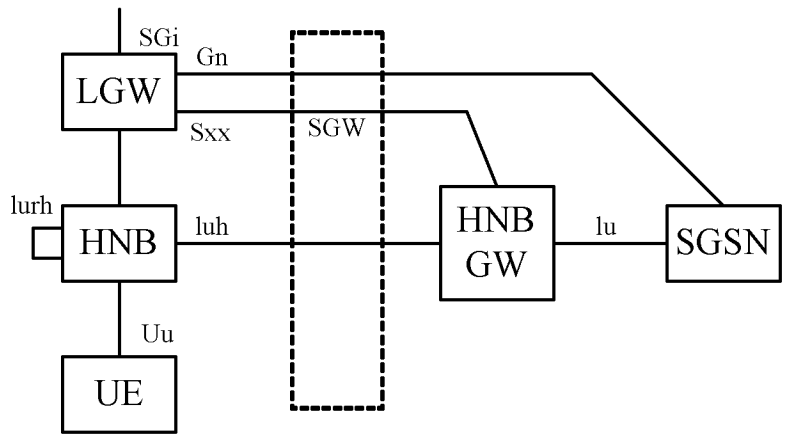 SGi
Gn
LGW
Sxx
SGW
lurh
HNB
luh
HNB
GW
lu
SGSN
Uu
UE